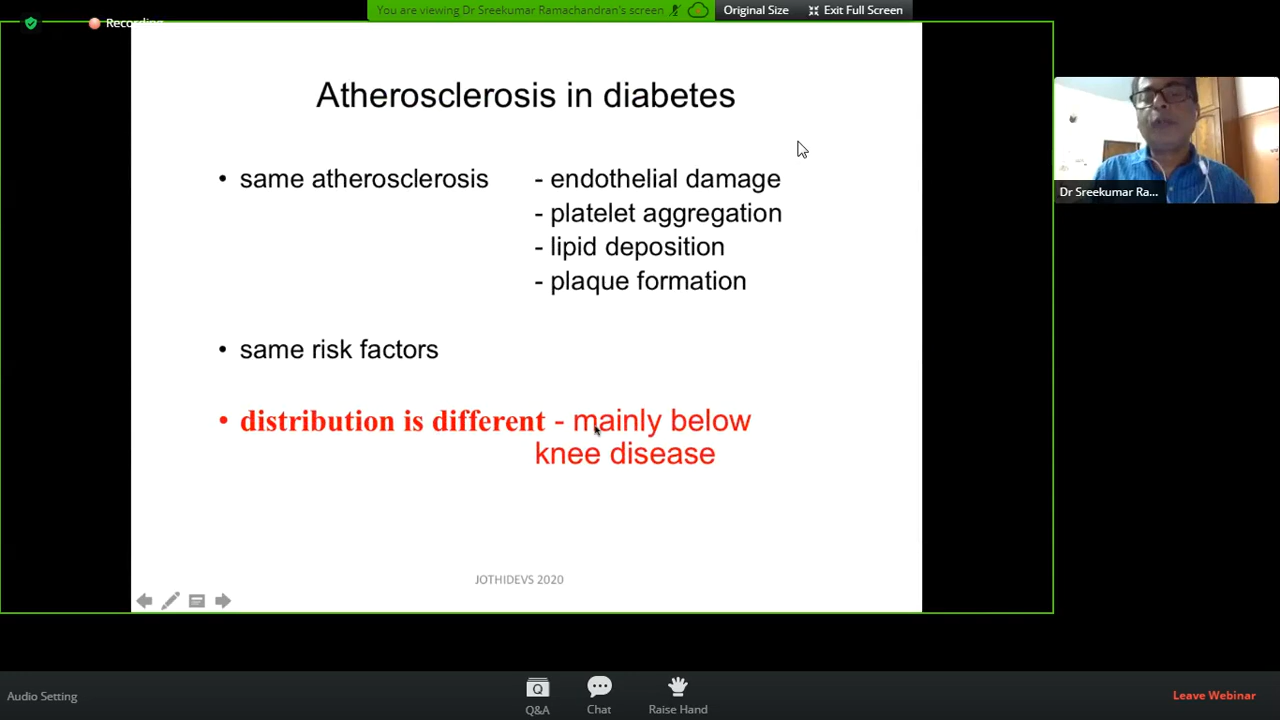 You are viewing Dr Sreekumar Ramachandran's screen
Original Size
Exit Full Screen
Recording
Atherosclerosis in diabetes
• same atherosclerosis - endothelial damage
- platelet aggregation
- lipid deposition
- plaque formation
• same risk factors
• distribution is different - mainly below
knee disease
JOTHIDEVS 2020
Dr Sreekumar Ra...
Audio Setting
Q&A
Chat
Raise Hand
Leave Webinar